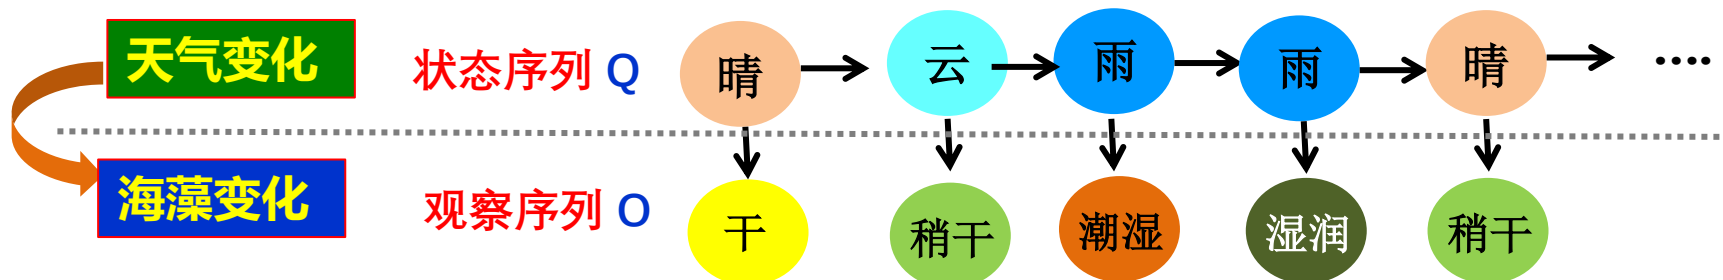 天气变化
状态序列 Q
晴 云 雨 雨 晴 ....
海藻变化
观察序列 O
干 稍干 潮湿 湿润 稍干